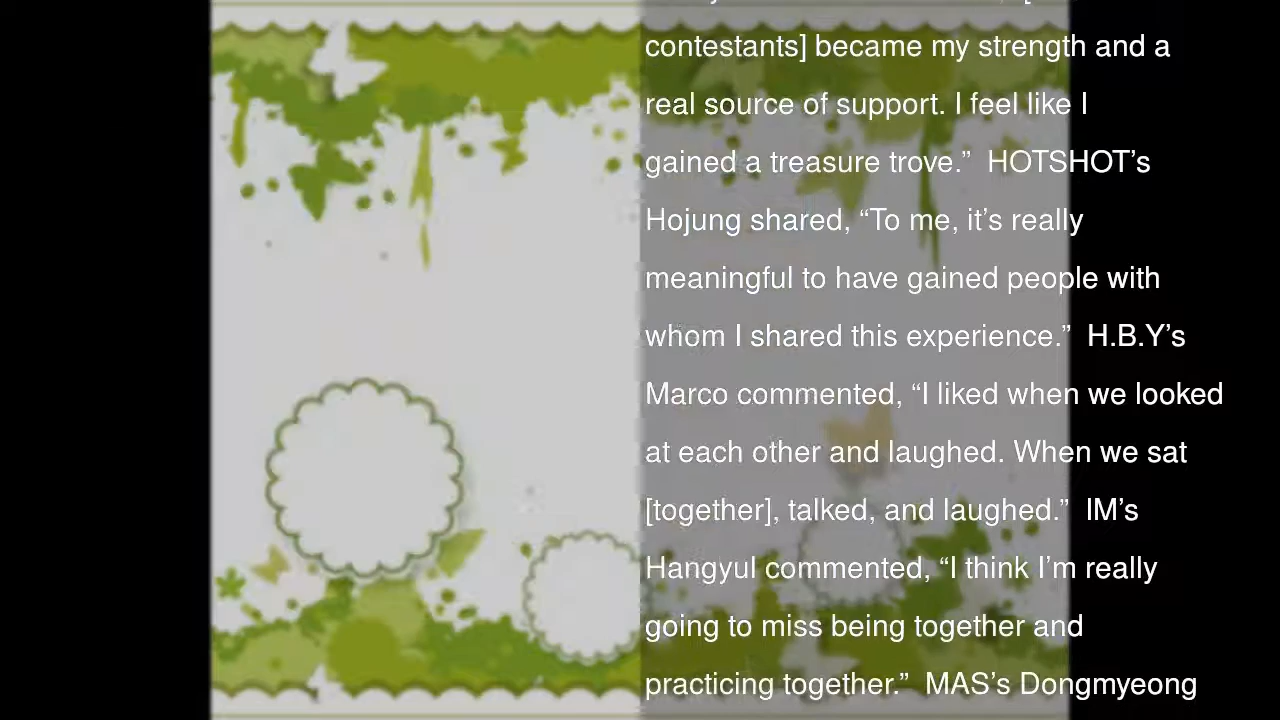 contestants] became my strength and a
real source of support. I feel like I
gained a treasure trove.”  HOTSHOT’s
Hojung shared, “To me, it’s really
meaningful to have gained people with
whom I shared this experience.”  H.B.Y’s
Marco commented, “I liked when we looked
at each other and laughed. When we sat
[together], talked, and laughed.”  IM’s
Hangyul commented, “I think I’m really
going to miss being together and
practicing together.”  MAS’s Dongmyeong